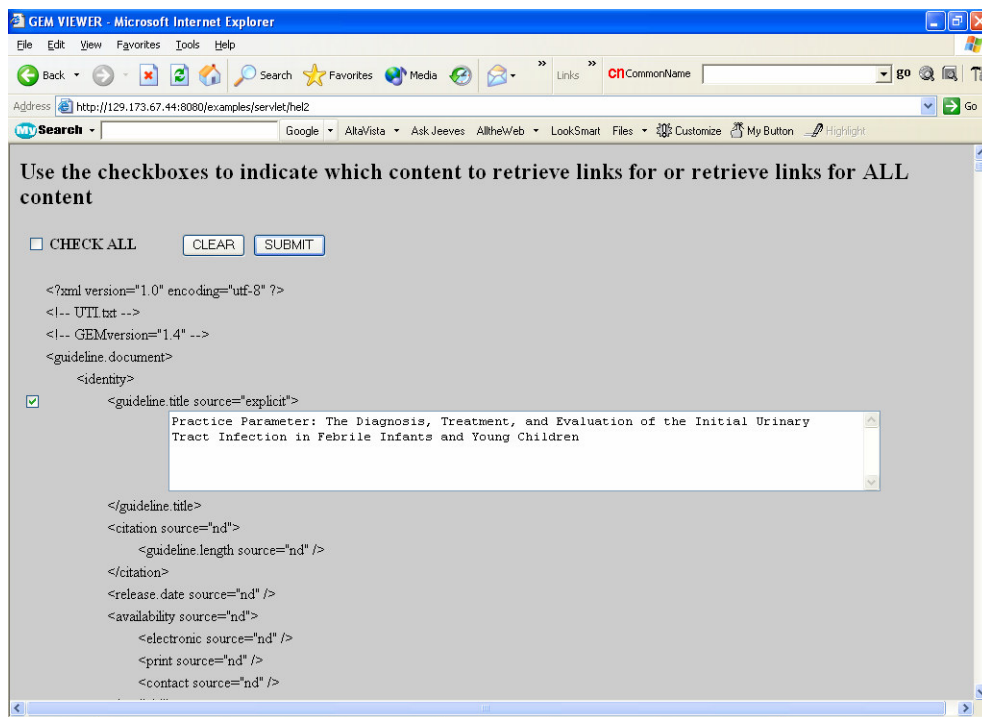 GEM VIEWER - Microsoft Internet Explorer
File Edit View Favorites Tools Help
Back Search Favorites Media » Links » CnCommonName go
Address http://129.173.67.44:8080/examples/servlet/hel2 Go
My Search Google AltaVista Ask Jeeves AlltheWeb LookSmart Files Customize My Button Highlight
Use the checkboxes to indicate which content to retrieve links for or retrieve links for ALL
content
CHECK ALL CLEAR SUBMIT
<?xml version="1.0" encoding="utf-8" ?>
<!-- UTI.txt -->
<!-- GEMversion="1.4" -->
<guideline.document>
<identity>
<guideline.title source="explicit">
Practice Parameter: The Diagnosis, Treatment, and Evaluation of the Initial Urinary
Tract Infection in Febrile Infants and Young Children
</guideline.title>
<citation source="nd">
<guideline.length source="nd" />
</citation>
<release.date source="nd" />
<availability source="nd">
<electronic source="nd" />
<print source="nd" />
<contact source="nd" />